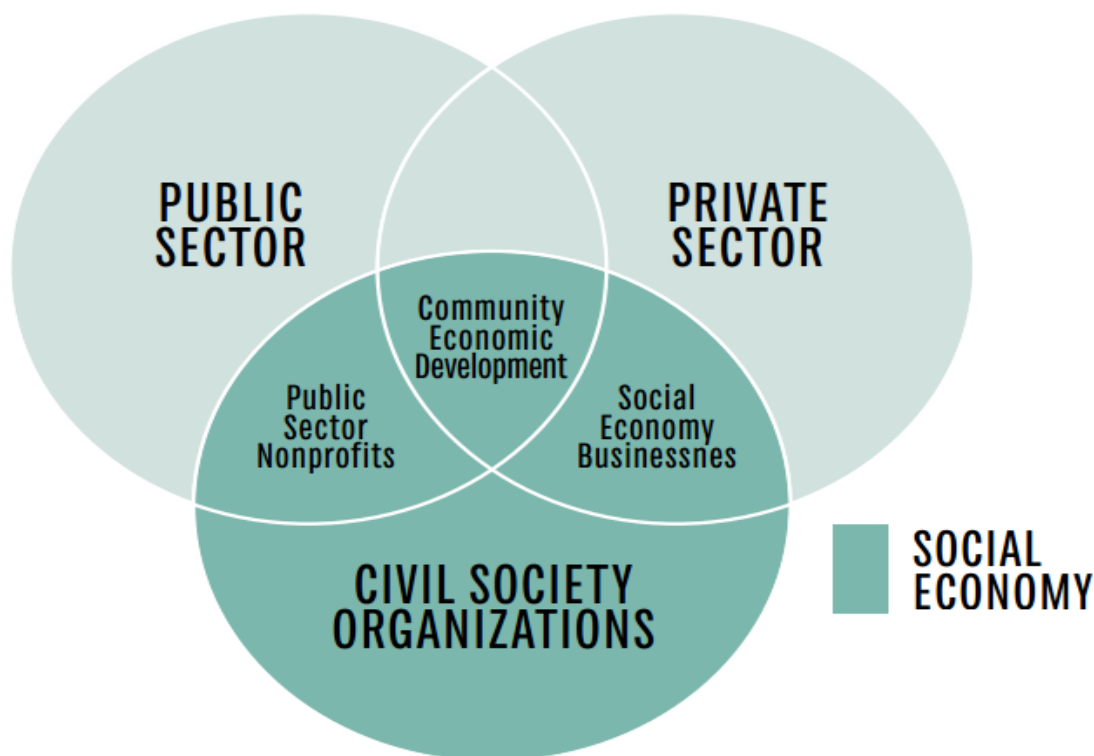 PUBLIC
SECTOR
PRIVATE
SECTOR
Community
Economic
Development
Public
Sector
Nonprofits
Social
Economy
Businessnes
CIVIL SOCIETY
ORGANIZATIONS
SOCIAL
ECONOMY